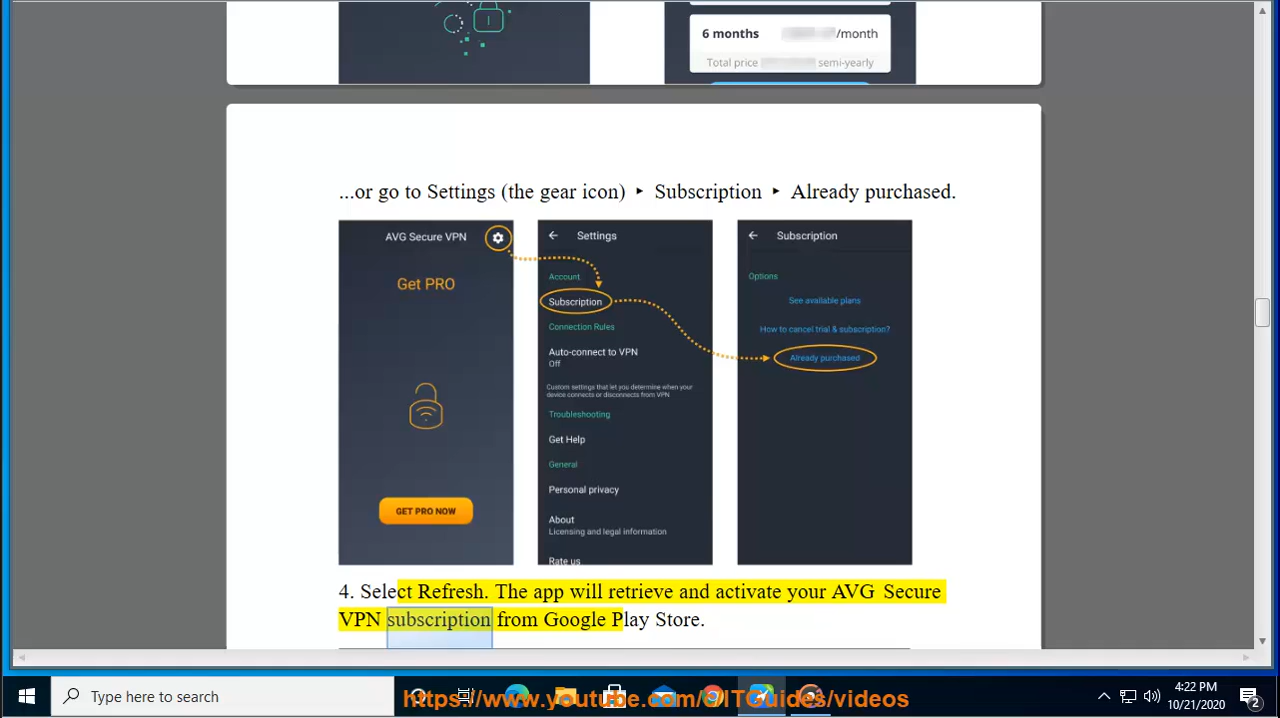 6 months /month
Total price semi-yearly
...or go to Settings (the gear icon) ▸ Subscription ▸ Already purchased.
AVG Secure VPN
Get PRO
GET PRO NOW
Settings
Account
Subscription
Connection Rules
Auto-connect to VPN
Off
Custom settings that let you determine when your
device connects or disconnects from VPN
Troubleshooting
Get Help
General
Personal privacy
About
Licensing and legal information
Rate us
Subscription
Options
See available plans
How to cancel trial & subscription?
Already purchased
4. Select Refresh. The app will retrieve and activate your AVG Secure
VPN subscription from Google Play Store.
Type here to search
https://www.youtube.com/c/ITGuides/videos
4:22 PM
10/21/2020
2